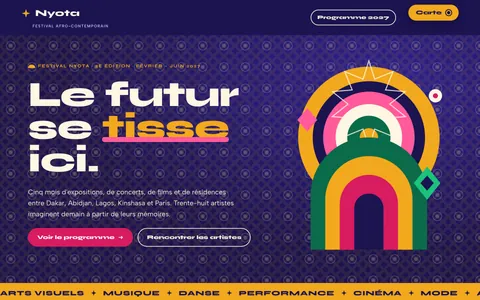 Nyota
FESTIVAL AFRO-CONTEMPORAIN
Programme 2027
Carte
FESTIVAL NYOTA · 9E ÉDITION · FÉVRIER – JUIN 2027
Le futur
se tisse
ici.
Cinq mois d'expositions, de concerts, de films et de résidences
entre Dakar, Abidjan, Lagos, Kinshasa et Paris. Trente-huit artistes
imaginent demain à partir de leurs mémoires.
Voir le programme →
Rencontrer les artistes
ARTS VISUELS ✦ MUSIQUE ✦ DANSE ✦ PERFORMANCE ✦ CINÉMA ✦ MODE ✦